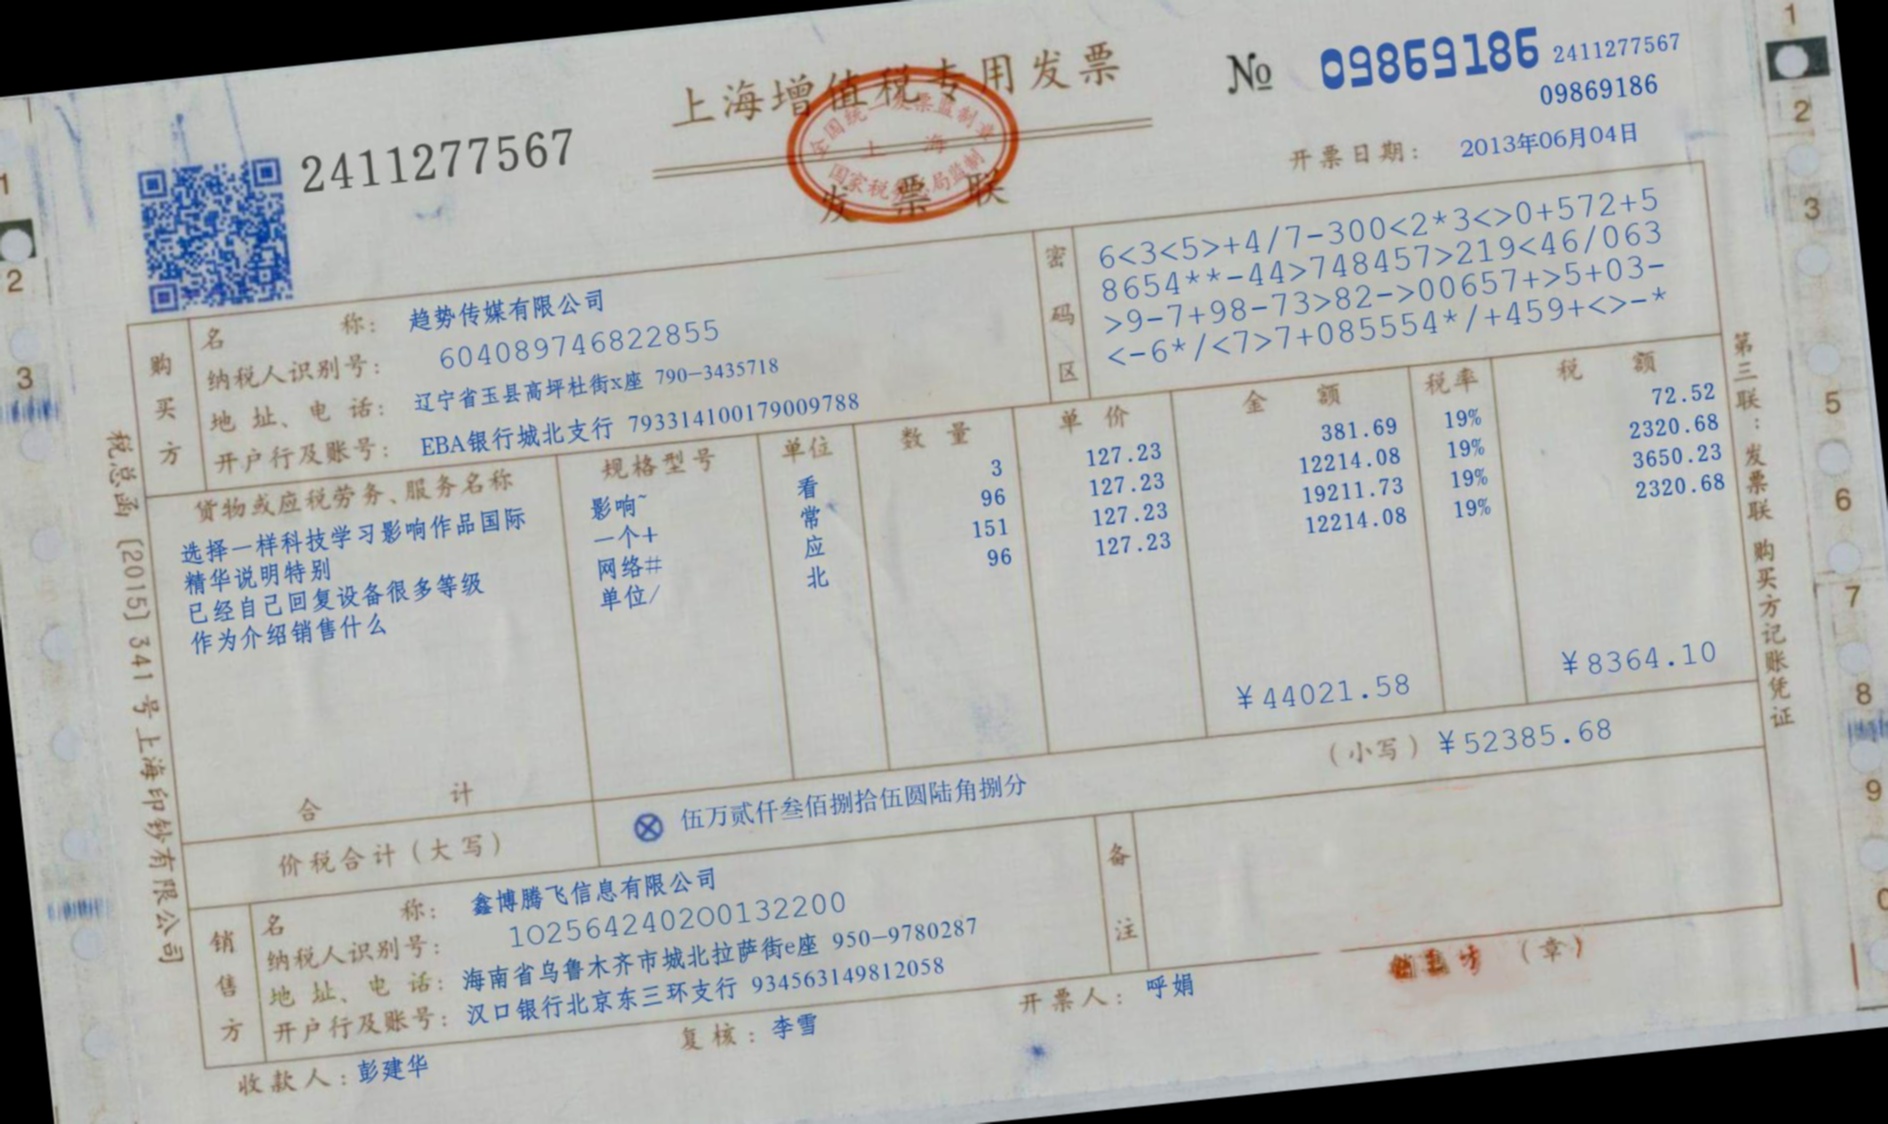 上海增值税专用发票
№ 09869186 2411277567
09869186
2411277567
开票日期: 2013年06月04日
全国统一发票监制章
上海
国家税务局监制
发票联
购买方
名称: 趋势传媒有限公司
纳税人识别号: 604089746822855
地址、电话: 辽宁省玉县高坪杜街x座 790-3435718
开户行及账号: EBA银行城北支行 793314100179009788
密码区
6<3<5>+4/7-300<2*3<>0+572+5
8654**-44>748457>219<46/063
>9-7+98-73>82->00657+>5+03-
<-6*/<7>7+085554*/+459+<>-*
货物或应税劳务、服务名称 规格型号 单位 数量 单价 金额 税率 税额
选择一样科技学习影响作品国际 影响~ 看 3 127.23 381.69 19% 72.52
精华说明特别 一个+ 常 96 127.23 12214.08 19% 2320.68
已经自己回复设备很多等级 网络# 应 151 127.23 19211.73 19% 3650.23
作为介绍销售什么 单位/ 北 96 127.23 12214.08 19% 2320.68
合计 ¥44021.58 ¥8364.10
价税合计(大写) ⊗ 伍万贰仟叁佰捌拾伍圆陆角捌分 (小写) ¥52385.68
销售方
名称: 鑫博腾飞信息有限公司
纳税人识别号: 102564240200132200
地址、电话: 海南省乌鲁木齐市城北拉萨街e座 950-9780287
开户行及账号: 汉口银行北京东三环支行 934563149812058
备注
收款人: 彭建华 复核: 李雪 开票人: 呼娟 销售方(章)
税总函[2015]341号上海印钞有限公司
第三联:发票联 购买方记账凭证
1
2
3
1
2
3
5
6
7
8
9
0